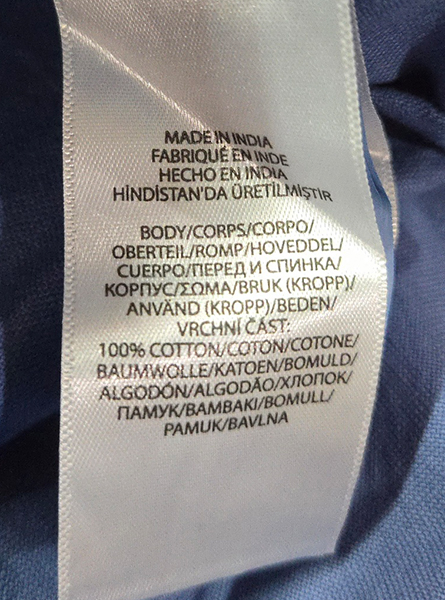 MADE IN INDIA
FABRIQUÉ EN INDE
HECHO EN INDIA
HİNDİSTAN'DA ÜRETİLMİŞTİR
BODY/CORPS/CORPO/
OBERTEIL/ROMP/HOVEDDEL/
CUERPO/ПЕРЕД И СПИНКА/
КОРПУС/ΣΩΜΑ/BRUK (KROPP)/
ANVÄND (KROPP)/BEDEN/
VRCHNÍ ČÁST:
100% COTTON/COTON/COTONE/
BAUMWOLLE/KATOEN/BOMULD/
ALGODÓN/ALGODÃO/ХЛОПОК/
ПАМУК/BAMBAKI/BOMULL/
PAMUK/BAVLNA